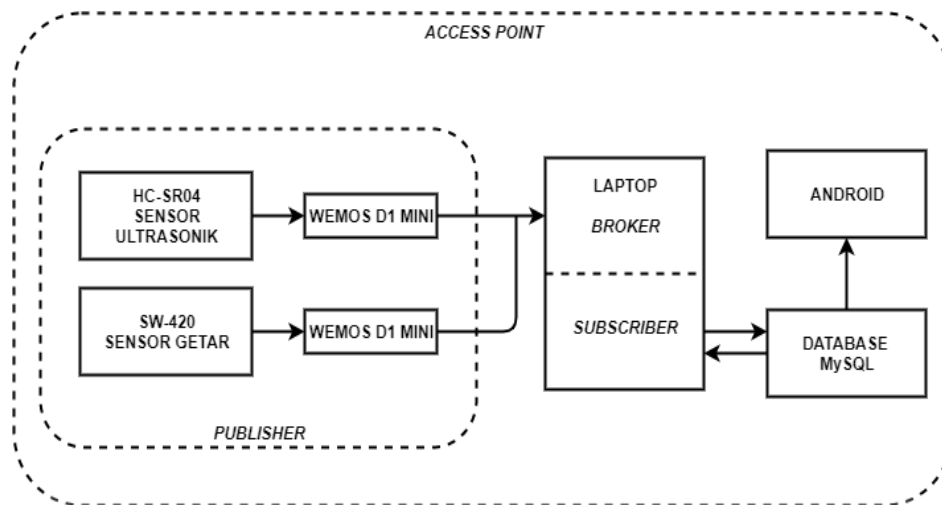 ACCESS POINT
HC-SR04
SENSOR
ULTRASONIK
WEMOS D1 MINI
SW-420
SENSOR GETAR
WEMOS D1 MINI
PUBLISHER
LAPTOP
BROKER
SUBSCRIBER
ANDROID
DATABASE
MySQL